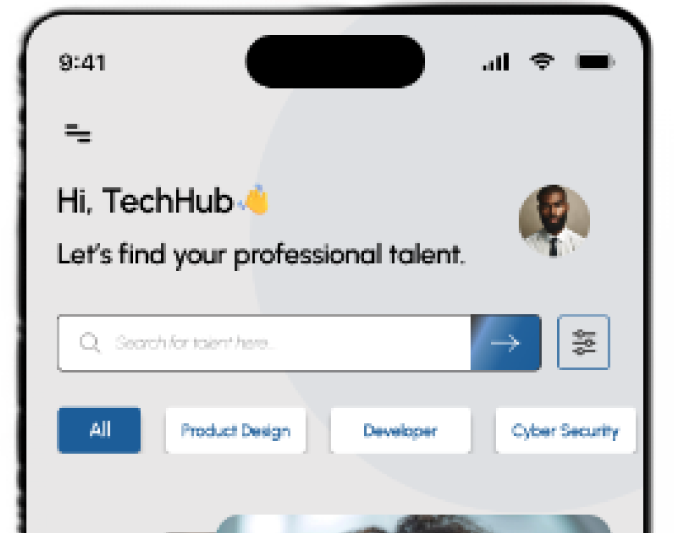 9:41
Hi, TechHub👋
Let's find your professional talent.
Search for talent here...
All
Product Design
Developer
Cyber Security